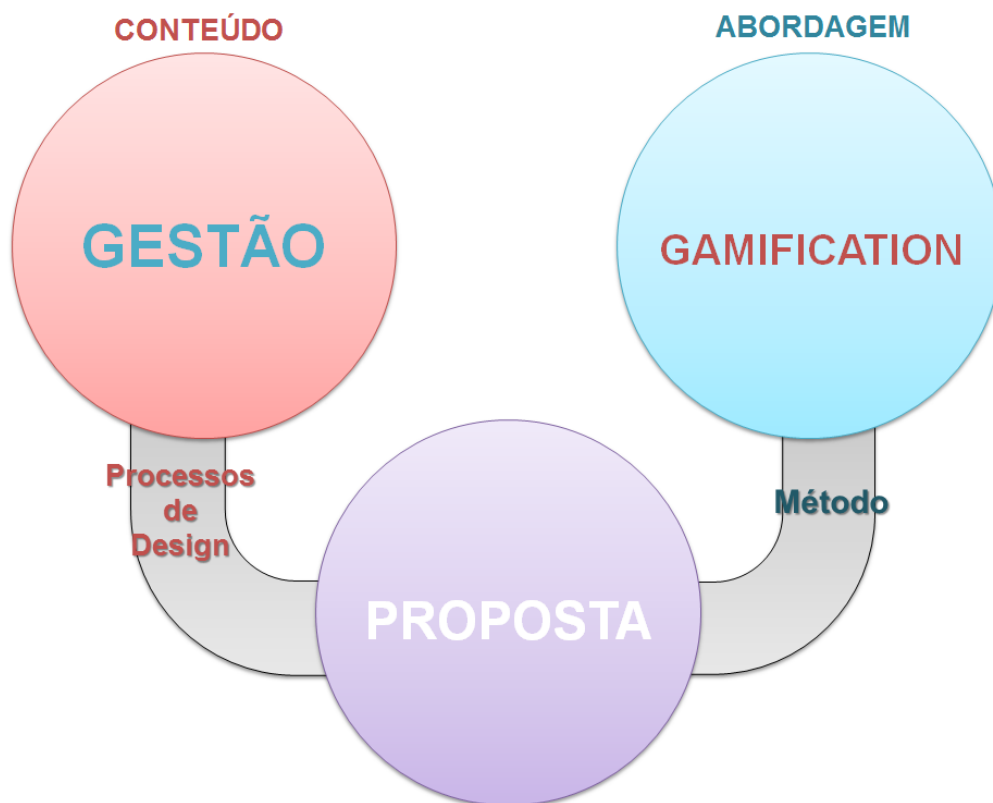 CONTEÚDO
ABORDAGEM
GESTÃO
GAMIFICATION
Processos
de
Design
Método
PROPOSTA